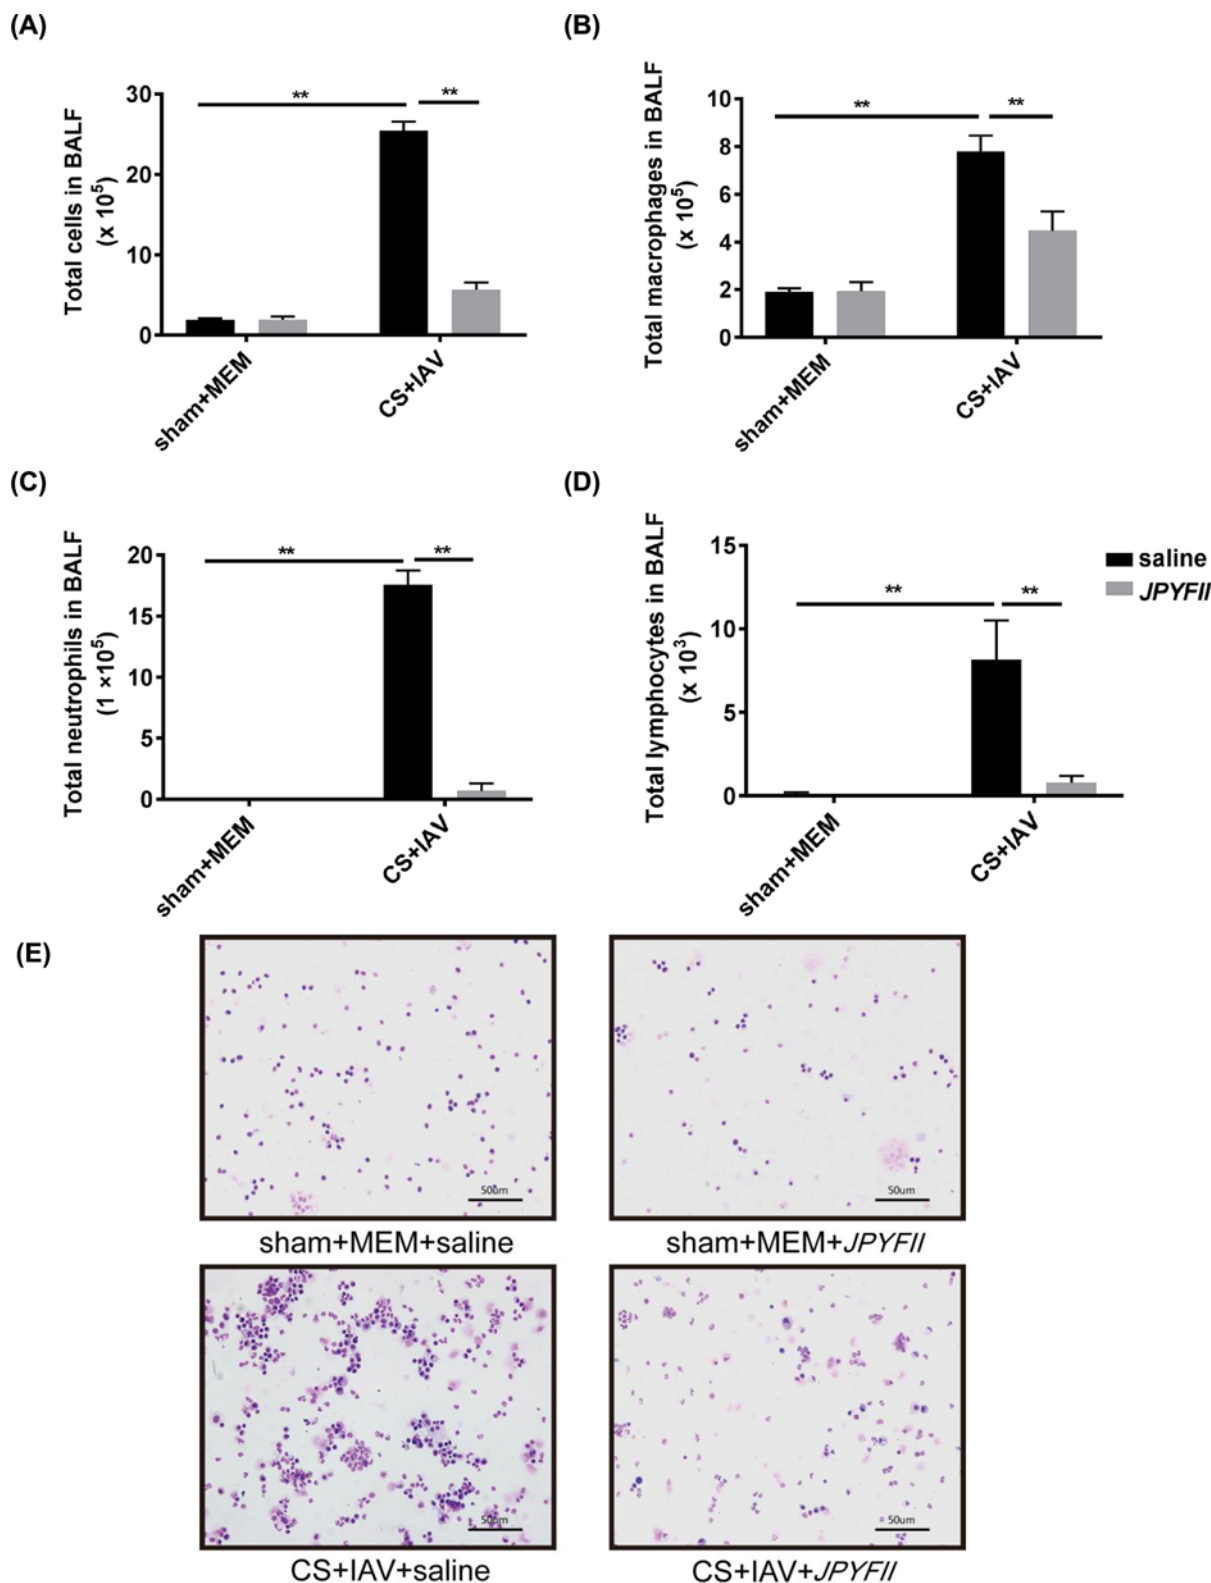 (A)
Total cells in BALF
(x 10⁵)
30
20
10
0
**
**
sham+MEM
CS+IAV
(B)
Total macrophages in BALF
(x 10⁵)
10
8
6
4
2
0
**
**
sham+MEM
CS+IAV
(C)
Total neutrophils in BALF
(1 ×10⁵)
20
15
10
5
0
**
**
sham+MEM
CS+IAV
(D)
Total lymphocytes in BALF
(x 10³)
15
10
5
0
**
**
sham+MEM
CS+IAV
saline
JPYFII
(E)
50um
50um
sham+MEM+saline
sham+MEM+JPYFII
50um
50um
CS+IAV+saline
CS+IAV+JPYFII